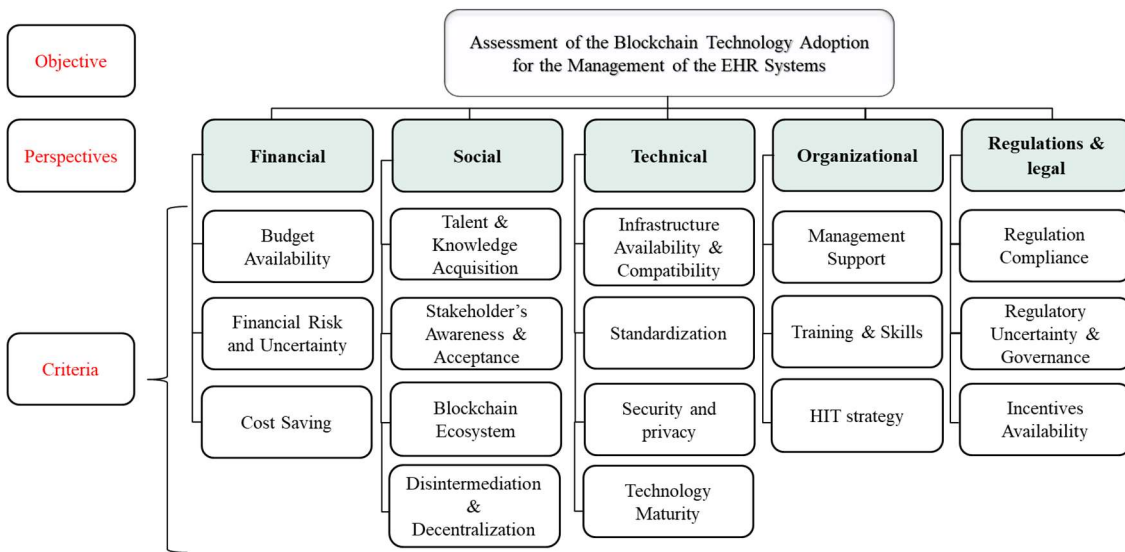 Objective
Assessment of the Blockchain Technology Adoption
for the Management of the EHR Systems
Perspectives
Financial
Social
Technical
Organizational
Regulations &
legal
Criteria
Budget
Availability
Financial Risk
and Uncertainty
Cost Saving
Talent &
Knowledge
Acquisition
Stakeholder's
Awareness &
Acceptance
Blockchain
Ecosystem
Disintermediation
&
Decentralization
Infrastructure
Availability &
Compatibility
Standardization
Security and
privacy
Technology
Maturity
Management
Support
Training & Skills
HIT strategy
Regulation
Compliance
Regulatory
Uncertainty &
Governance
Incentives
Availability